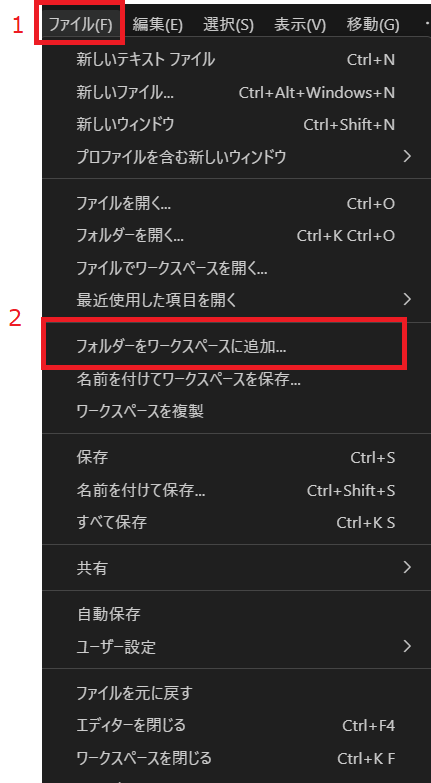 1 ファイル(F) 編集(E) 選択(S) 表示(V) 移動(G)
新しいテキスト ファイル Ctrl+N
新しいファイル... Ctrl+Alt+Windows+N
新しいウィンドウ Ctrl+Shift+N
プロファイルを含む新しいウィンドウ
ファイルを開く... Ctrl+O
フォルダーを開く... Ctrl+K Ctrl+O
ファイルでワークスペースを開く...
最近使用した項目を開く
2
フォルダーをワークスペースに追加...
名前を付けてワークスペースを保存...
ワークスペースを複製
保存 Ctrl+S
名前を付けて保存... Ctrl+Shift+S
すべて保存 Ctrl+K S
共有
自動保存
ユーザー設定
ファイルを元に戻す
エディターを閉じる Ctrl+F4
ワークスペースを閉じる Ctrl+K F